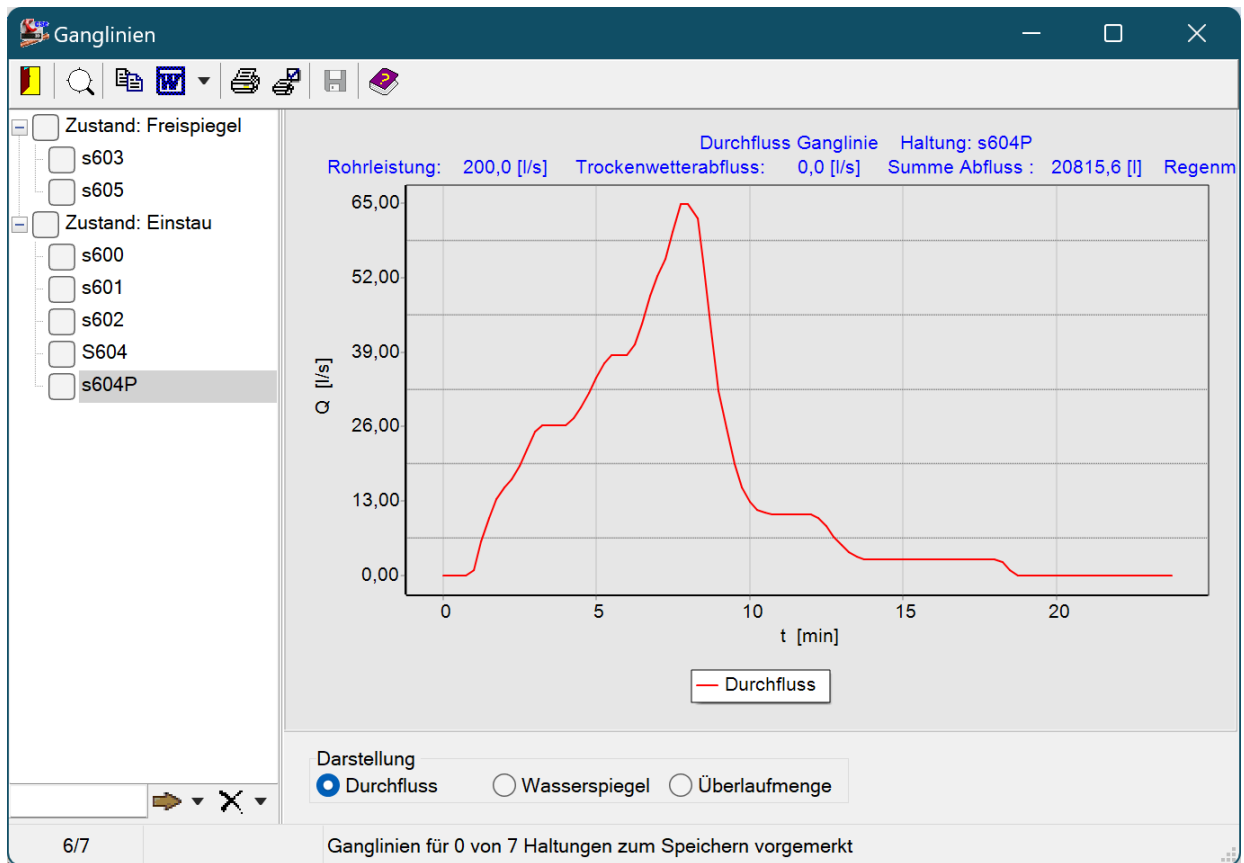 Ganglinien
W
Zustand: Freispiegel
s603
s605
Zustand: Einstau
s600
s601
s602
S604
s604P
Durchfluss Ganglinie Haltung: s604P
Rohrleistung: 200,0 [l/s] Trockenwetterabfluss: 0,0 [l/s] Summe Abfluss : 20815,6 [l] Regenm
65,00
52,00
39,00
26,00
13,00
0,00
Q [l/s]
0 5 10 15 20
t [min]
Durchfluss
Darstellung
Durchfluss Wasserspiegel Überlaufmenge
6/7 Ganglinien für 0 von 7 Haltungen zum Speichern vorgemerkt